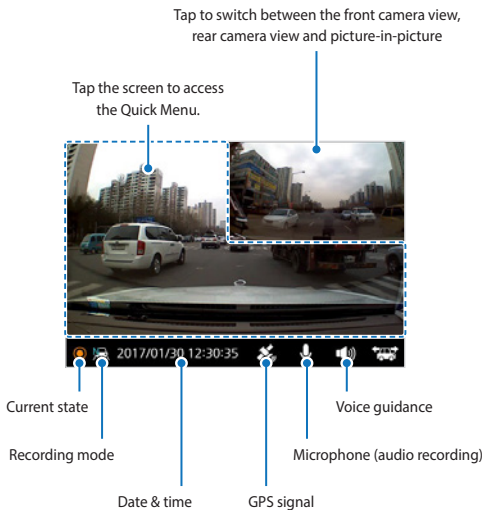 Tap to switch between the front camera view,
rear camera view and picture-in-picture
Tap the screen to access
the Quick Menu.
2017/01/30 12:30:35
Current state
Voice guidance
Recording mode
Microphone (audio recording)
Date & time
GPS signal